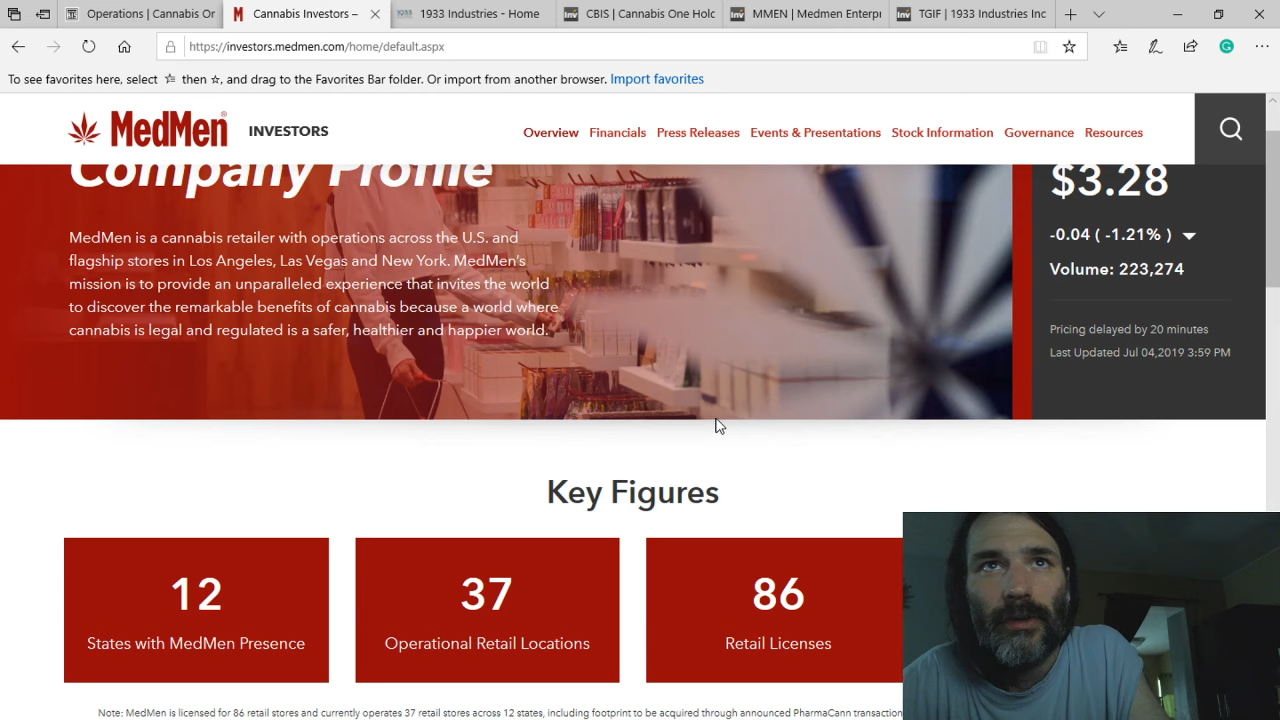 Operations | Cannabis Or
Cannabis Investors –
1933 Industries - Home
CBIS | Cannabis One Holc
MMEN | Medmen Enterpr
TGIF | 1933 Industries Inc
https://investors.medmen.com/home/default.aspx
To see favorites here, select ☆ then ☆, and drag to the Favorites Bar folder. Or import from another browser. Import favorites
MedMen® INVESTORS
Overview Financials Press Releases Events & Presentations Stock Information Governance Resources
Company Profile
MedMen is a cannabis retailer with operations across the U.S. and
flagship stores in Los Angeles, Las Vegas and New York. MedMen's
mission is to provide an unparalleled experience that invites the world
to discover the remarkable benefits of cannabis because a world where
cannabis is legal and regulated is a safer, healthier and happier world.
$3.28
-0.04 ( -1.21% )
Volume: 223,274
Pricing delayed by 20 minutes
Last Updated Jul 04,2019 3:59 PM
Key Figures
12
States with MedMen Presence
37
Operational Retail Locations
86
Retail Licenses
Note: MedMen is licensed for 86 retail stores and currently operates 37 retail stores across 12 states, including footprint to be acquired through announced PharmaCann transaction